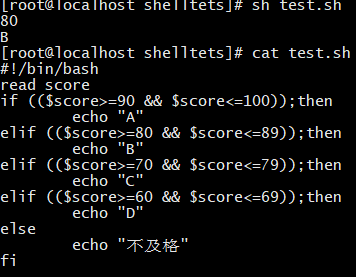 [root@localhost shelltets]# sh test.sh
80
B
[root@localhost shelltets]# cat test.sh
#!/bin/bash
read score
if (($score>=90 && $score<=100));then
        echo "A"
elif (($score>=80 && $score<=89));then
        echo "B"
elif (($score>=70 && $score<=79));then
        echo "C"
elif (($score>=60 && $score<=69));then
        echo "D"
else
        echo "不及格"
fi